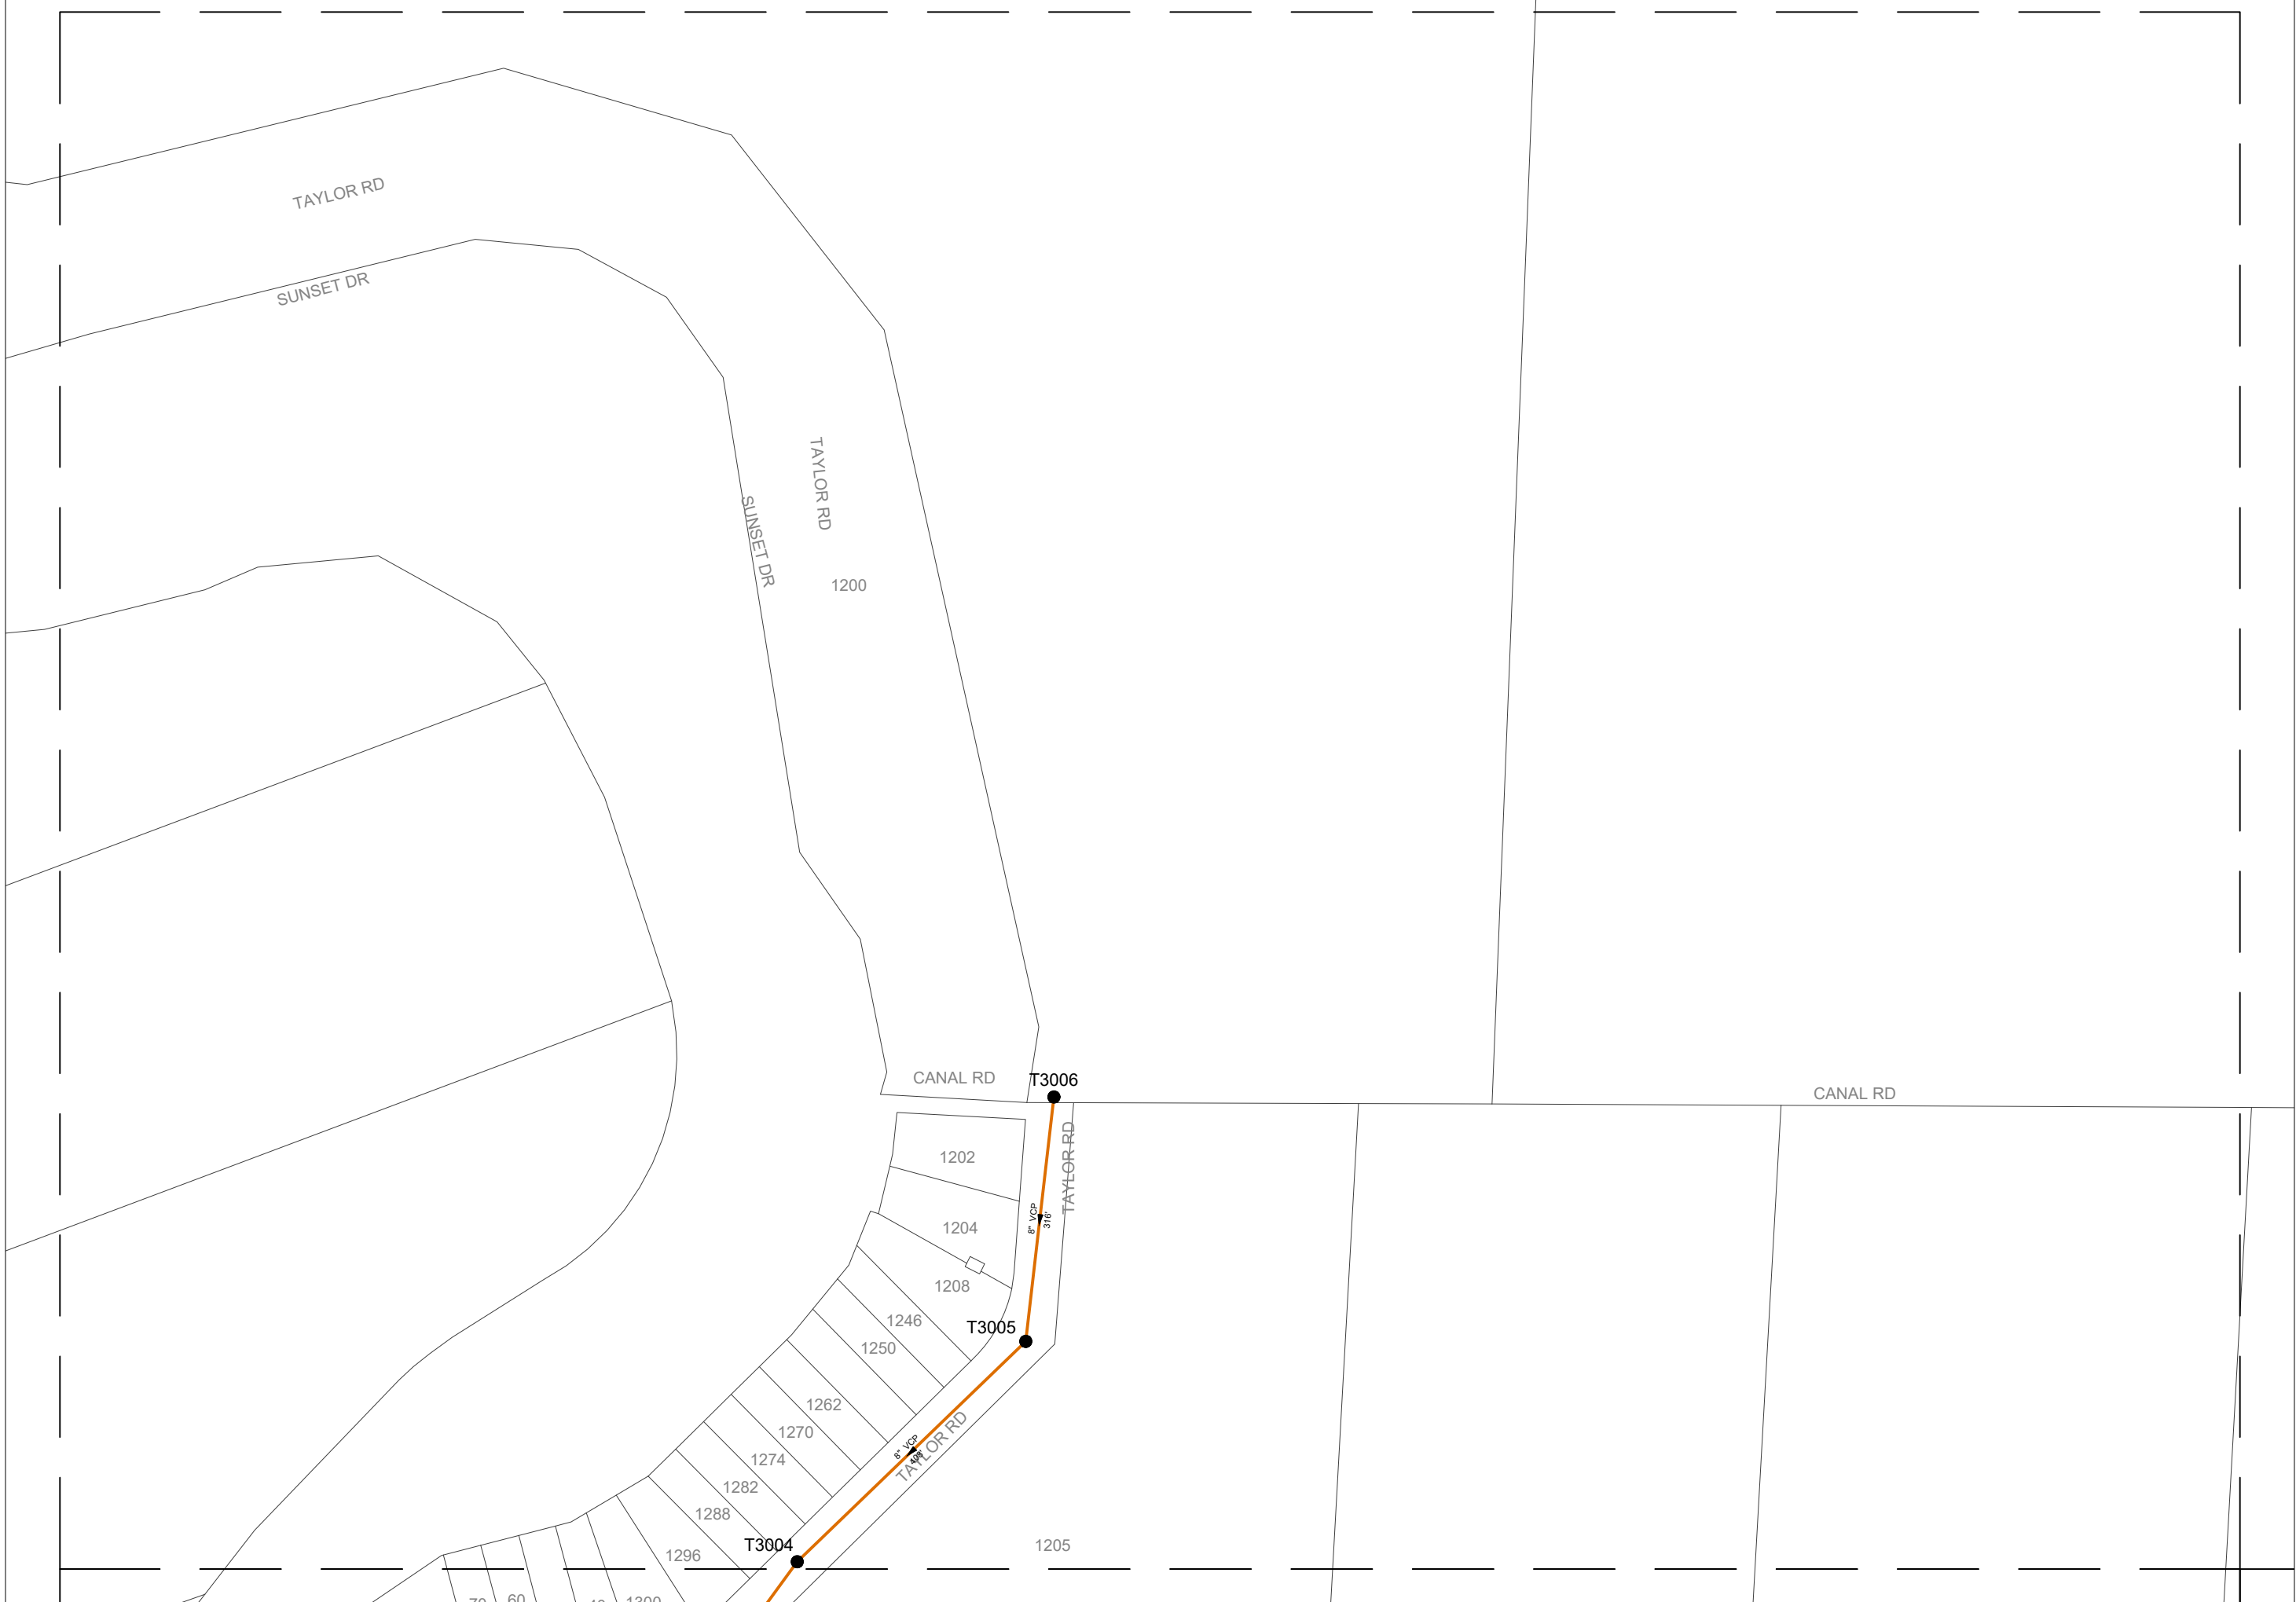 TAYLOR RD
SUNSET DR
TAYLOR RD
SUNSET DR
1200
CANAL RD
T3006
CANAL RD
TAYLOR RD
1202
8" VCP
316'
1204
1208
1246
T3005
1250
1262
1270
TAYLOR RD
8" VCP
1274
1282
1288
T3004
1205
1296
60
1300